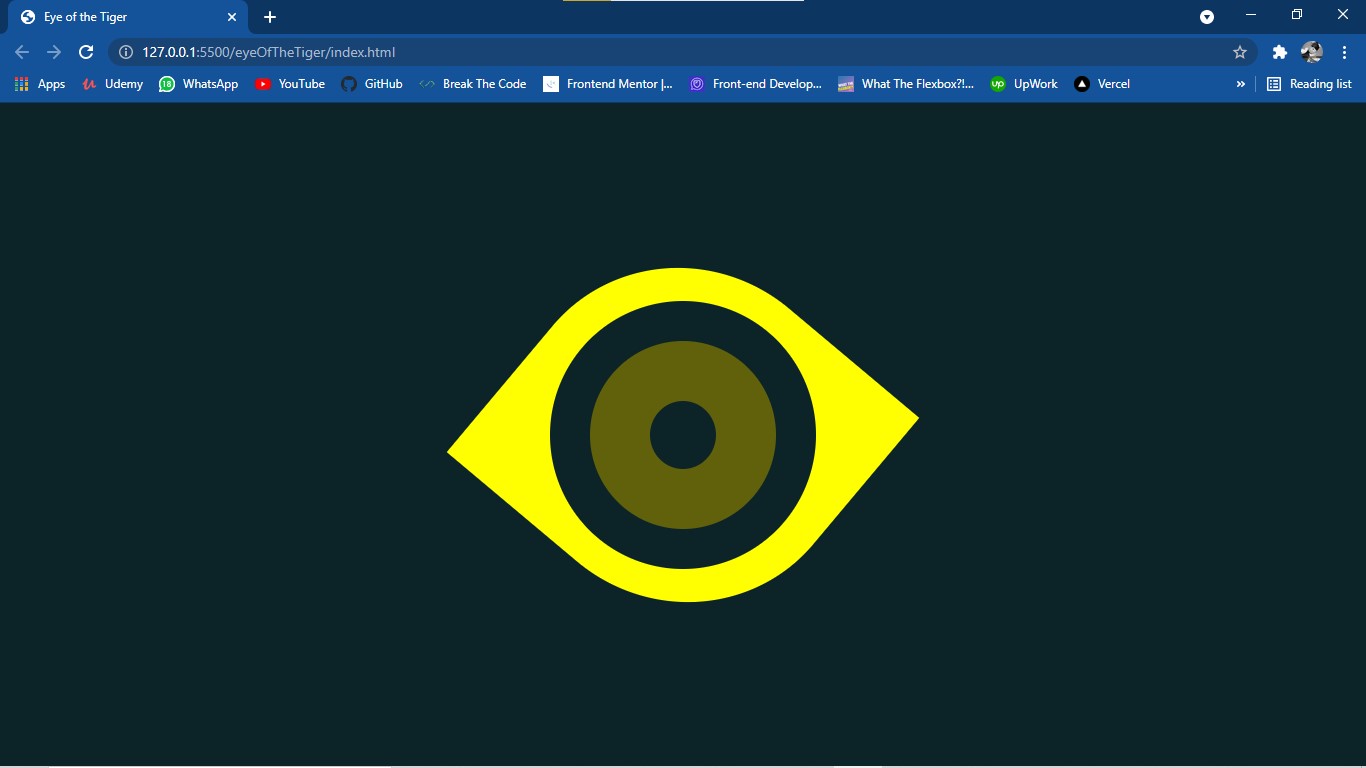 Eye of the Tiger
127.0.0.1:5500/eyeOfTheTiger/index.html
Apps Udemy 18 WhatsApp YouTube GitHub Break The Code Frontend Mentor |... Front-end Develop... What The Flexbox?!... up UpWork Vercel » Reading list